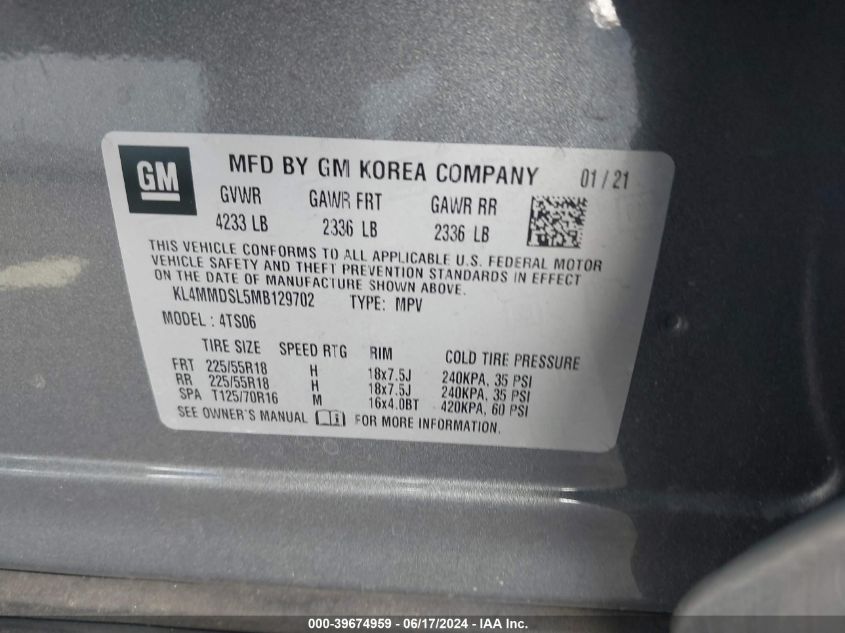 GM MFD BY GM KOREA COMPANY 01 / 21
GVWR GAWR FRT GAWR RR
4233 LB 2336 LB 2336 LB
THIS VEHICLE CONFORMS TO ALL APPLICABLE U.S. FEDERAL MOTOR
VEHICLE SAFETY AND THEFT PREVENTION STANDARDS IN EFFECT
ON THE DATE OF MANUFACTURE SHOWN ABOVE.
KL4MMDSL5MB129702 TYPE: MPV
MODEL : 4TS06
TIRE SIZE SPEED RTG RIM COLD TIRE PRESSURE
FRT 225/55R18 H 18x7.5J 240KPA, 35 PSI
RR 225/55R18 H 18x7.5J 240KPA, 35 PSI
SPA T125/70R16 M 16x4.0BT 420KPA, 60 PSI
SEE OWNER'S MANUAL FOR MORE INFORMATION.
000-39674959 - 06/17/2024 - IAA Inc.